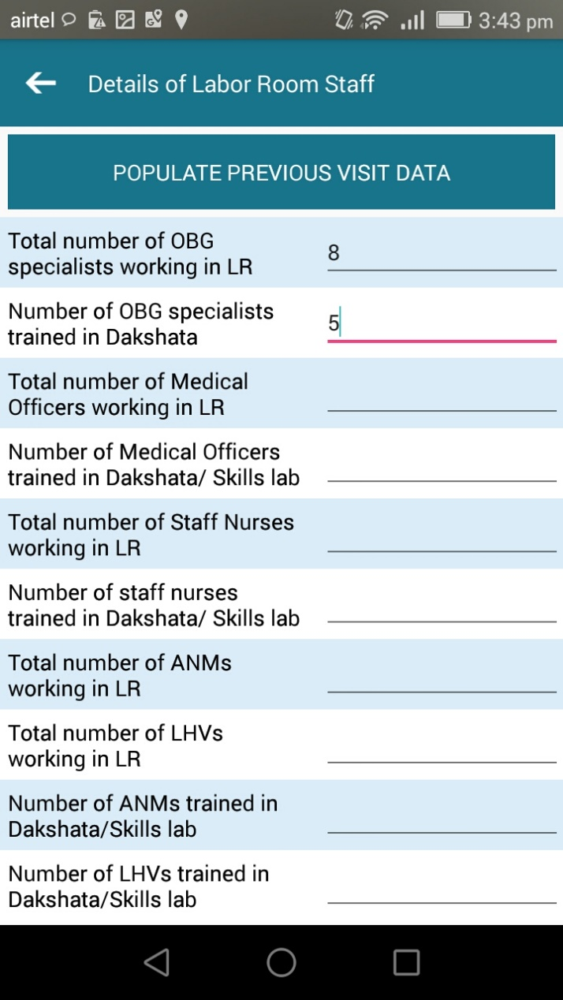 airtel 3:43 pm
Details of Labor Room Staff
POPULATE PREVIOUS VISIT DATA
Total number of OBG
specialists working in LR
8
Number of OBG specialists
trained in Dakshata
5
Total number of Medical
Officers working in LR
Number of Medical Officers
trained in Dakshata/ Skills lab
Total number of Staff Nurses
working in LR
Number of staff nurses
trained in Dakshata/ Skills lab
Total number of ANMs
working in LR
Total number of LHVs
working in LR
Number of ANMs trained in
Dakshata/Skills lab
Number of LHVs trained in
Dakshata/Skills lab